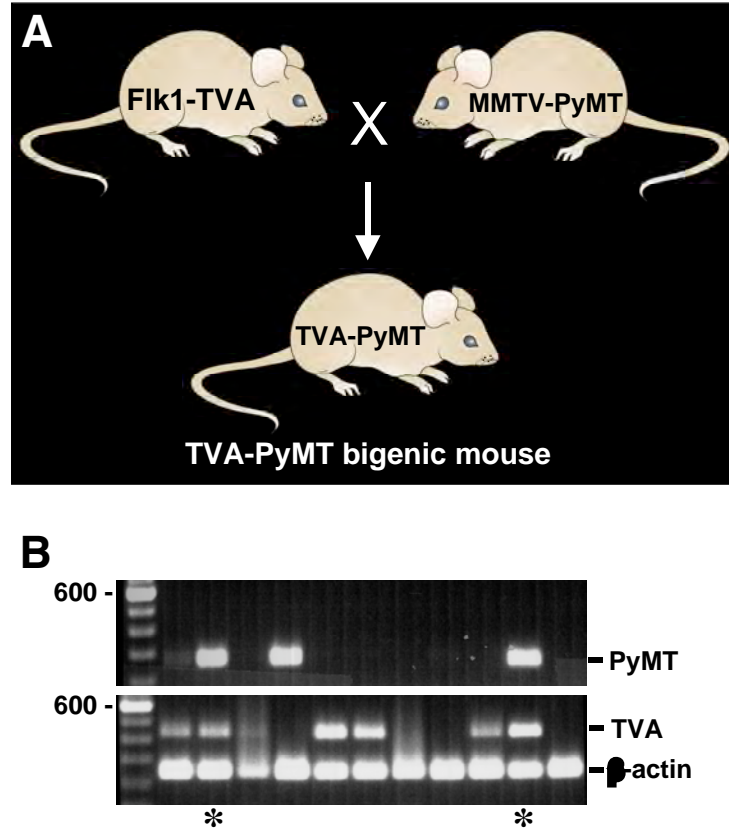 A
Flk1-TVA X MMTV-PyMT
TVA-PyMT
TVA-PyMT bigenic mouse
B
600 -
PyMT
600 -
TVA
β-actin
* *